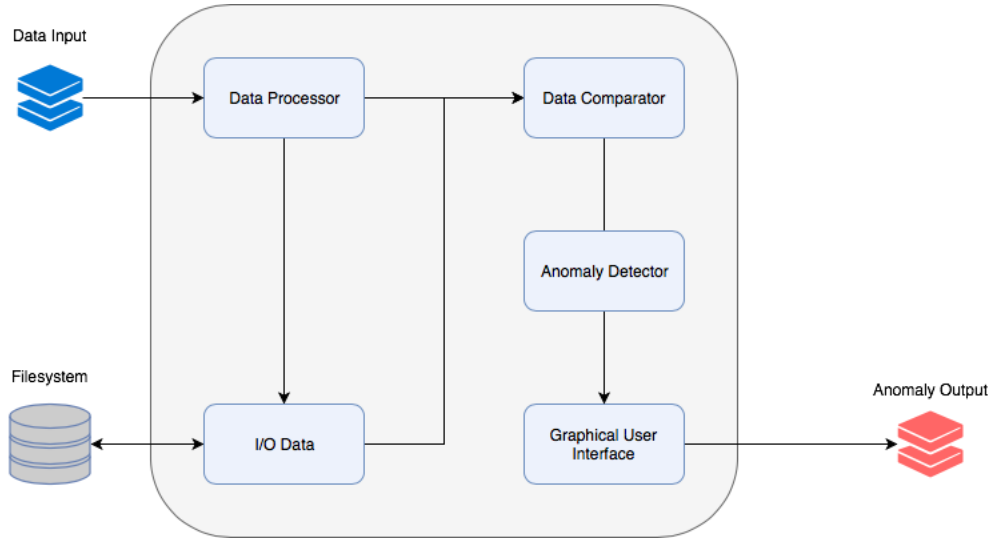 Data Input
Data Processor
Data Comparator
Anomaly Detector
Filesystem
Anomaly Output
I/O Data
Graphical User
Interface